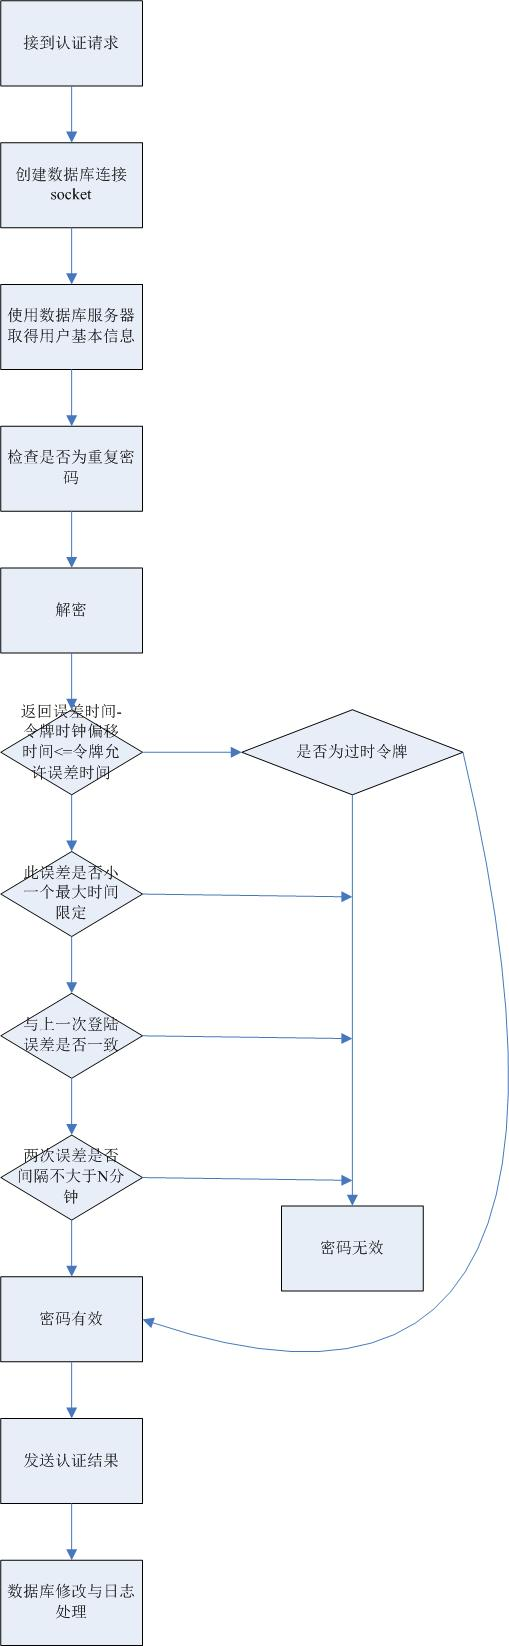 接到认证请求
创建数据库连接
socket
使用数据库服务器
取得用户基本信息
检查是否为重复密
码
解密
返回误差时间-
令牌时钟偏移
时间<=令牌允
许误差时间
是否为过时令牌
此误差是否小
一个最大时间
限定
与上一次登陆
误差是否一致
两次误差是否
间隔不大于N分
钟
密码无效
密码有效
发送认证结果
数据库修改与日志
处理